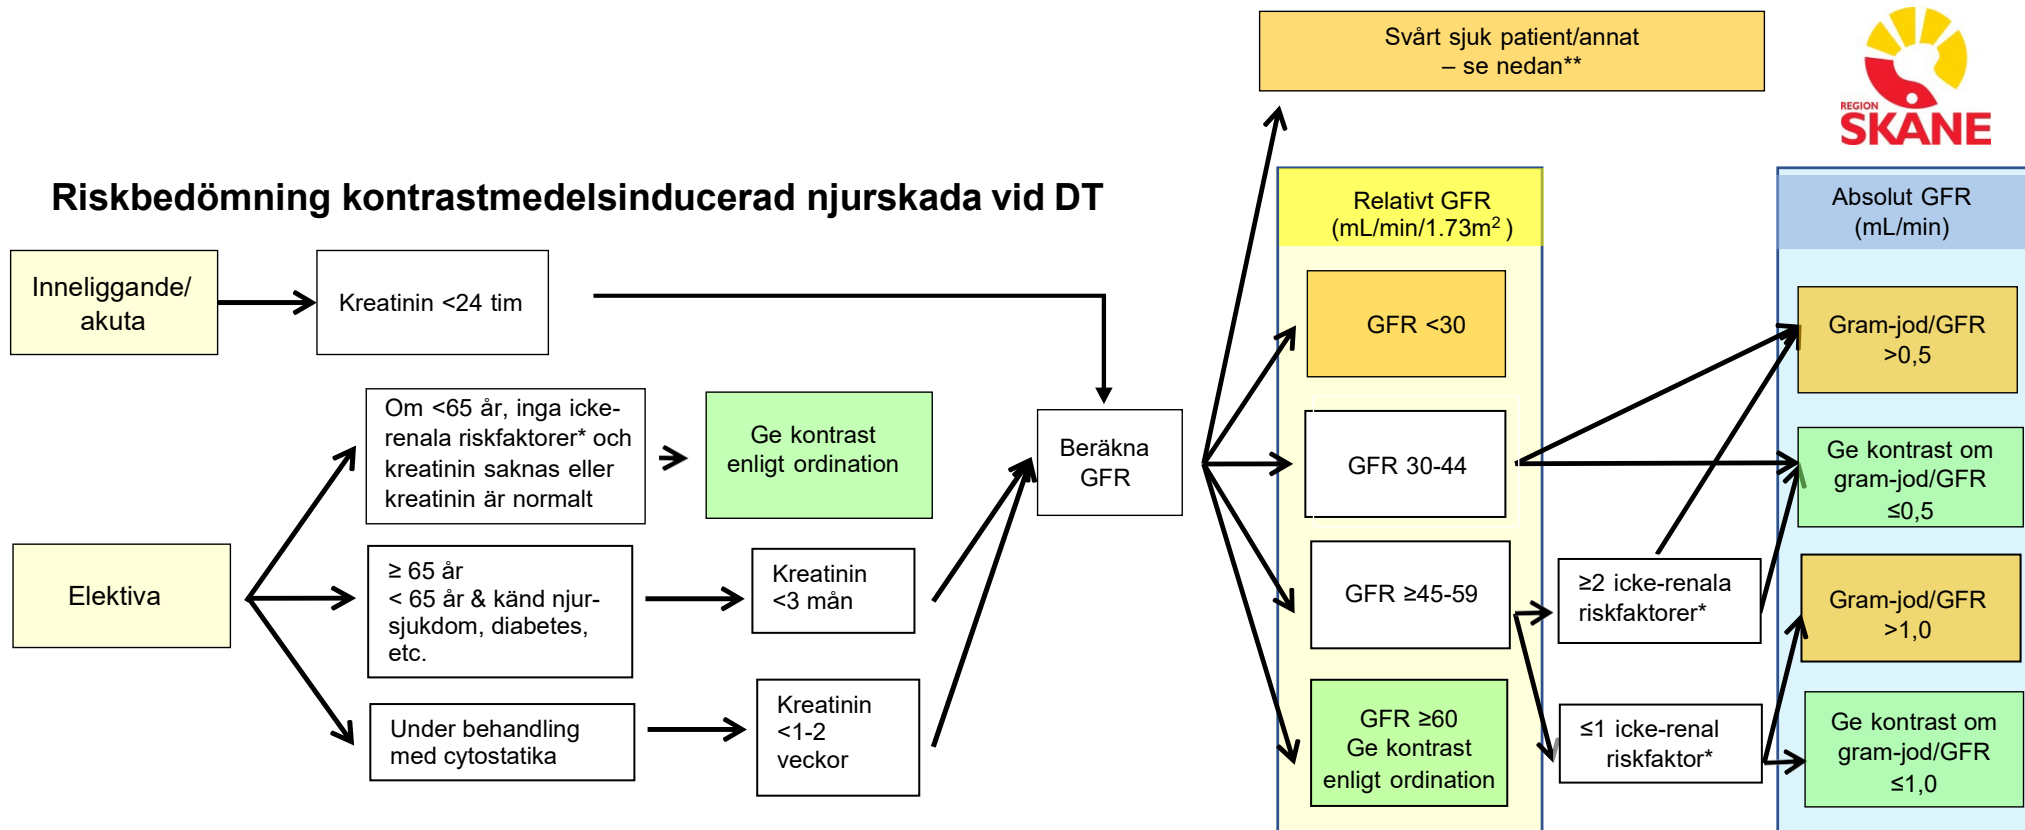 Svårt sjuk patient/annat
– se nedan**
REGION
SKÅNE
Riskbedömning kontrastmedelsinducerad njurskada vid DT
Relativt GFR
(mL/min/1.73m²)
Absolut GFR
(mL/min)
Inneliggande/
akuta
Kreatinin <24 tim
GFR <30
Gram-jod/GFR
>0,5
Om <65 år, inga icke-
renala riskfaktorer* och
kreatinin saknas eller
kreatinin är normalt
Ge kontrast
enligt ordination
Beräkna
GFR
GFR 30-44
Ge kontrast om
gram-jod/GFR
≤0,5
Elektiva
≥ 65 år
< 65 år & känd njur-
sjukdom, diabetes,
etc.
Kreatinin
<3 mån
GFR ≥45-59
≥2 icke-renala
riskfaktorer*
Gram-jod/GFR
>1,0
Under behandling
med cytostatika
Kreatinin
<1-2
veckor
GFR ≥60
Ge kontrast
enligt ordination
≤1 icke-renal
riskfaktor*
Ge kontrast om
gram-jod/GFR
≤1,0